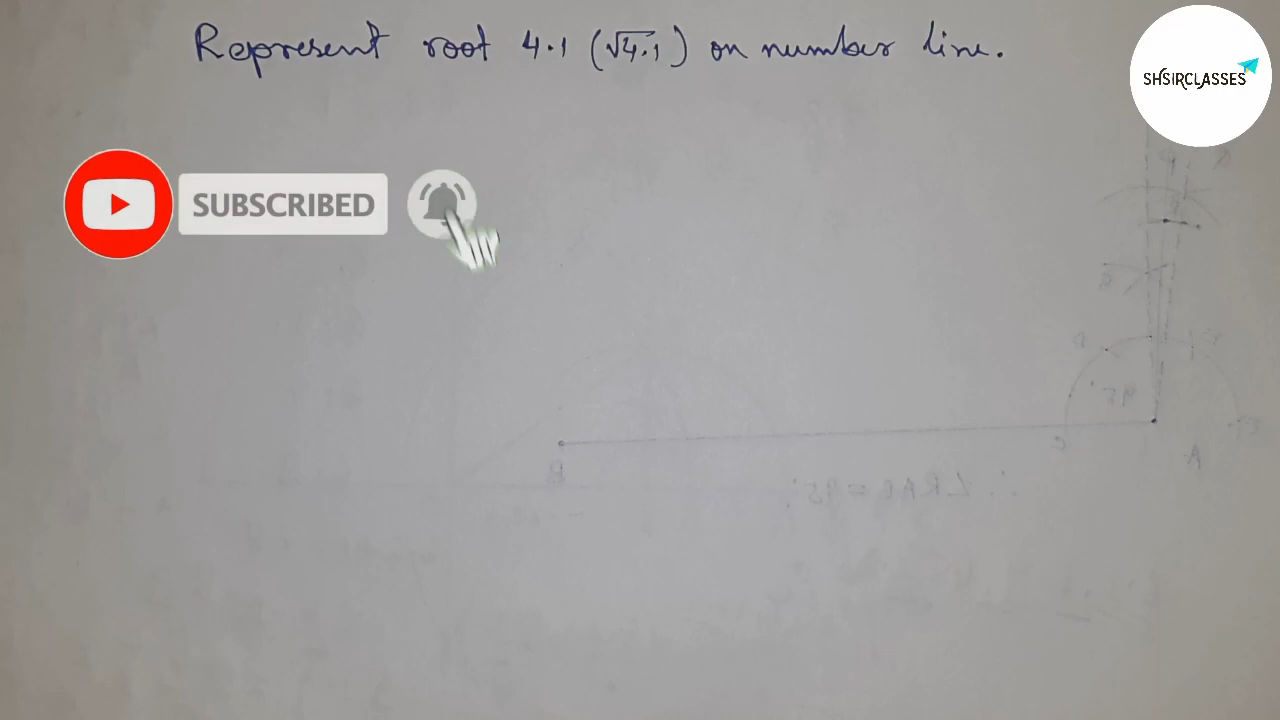 Represent root 4.1 (√4.1) on number line.
SHSIRCLASSES
SUBSCRIBED